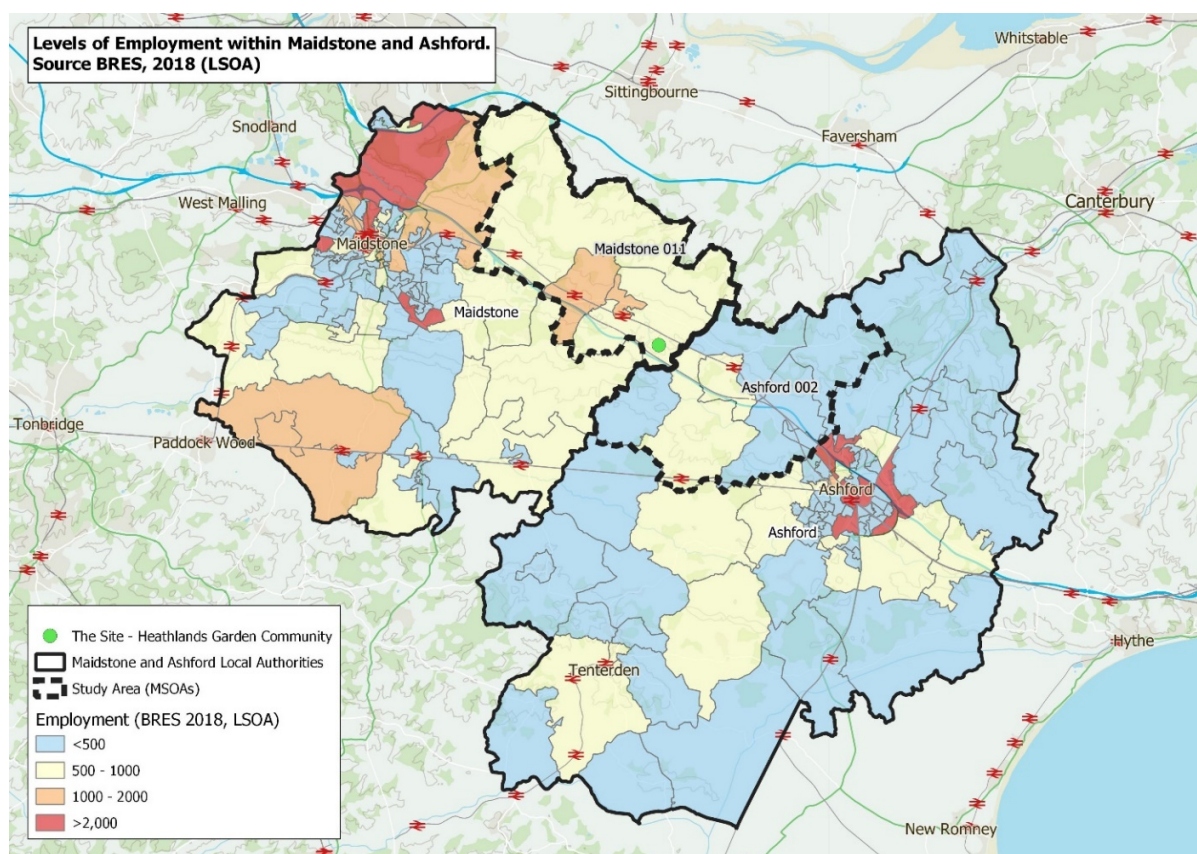 Levels of Employment within Maidstone and Ashford.
Source BRES, 2018 (LSOA)
Whitstable
Sittingbourne
Snodland
Faversham
West Malling
Canterbury
Maidstone
Maidstone 011
Maidstone
Ashford 002
Tonbridge
Paddock Wood
Ashford
Ashford
Hythe
Tenterden
New Romney
The Site - Heathlands Garden Community
Maidstone and Ashford Local Authorities
Study Area (MSOAs)
Employment (BRES 2018, LSOA)
<500
500 - 1000
1000 - 2000
>2,000